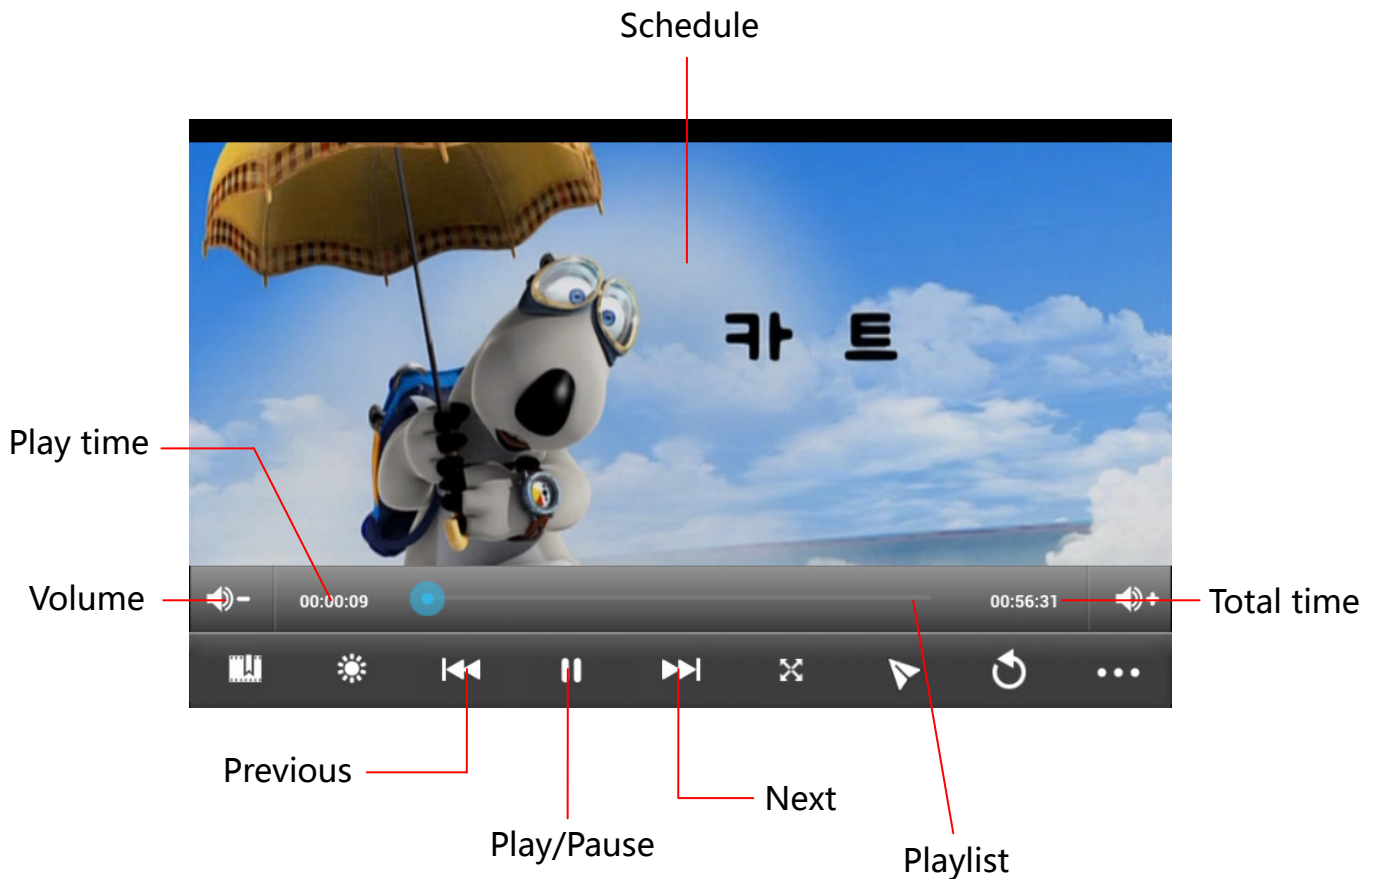 Schedule
카 트
Play time
Volume
00:00:09
00:56:31
Total time
Previous
Next
Play/Pause
Playlist